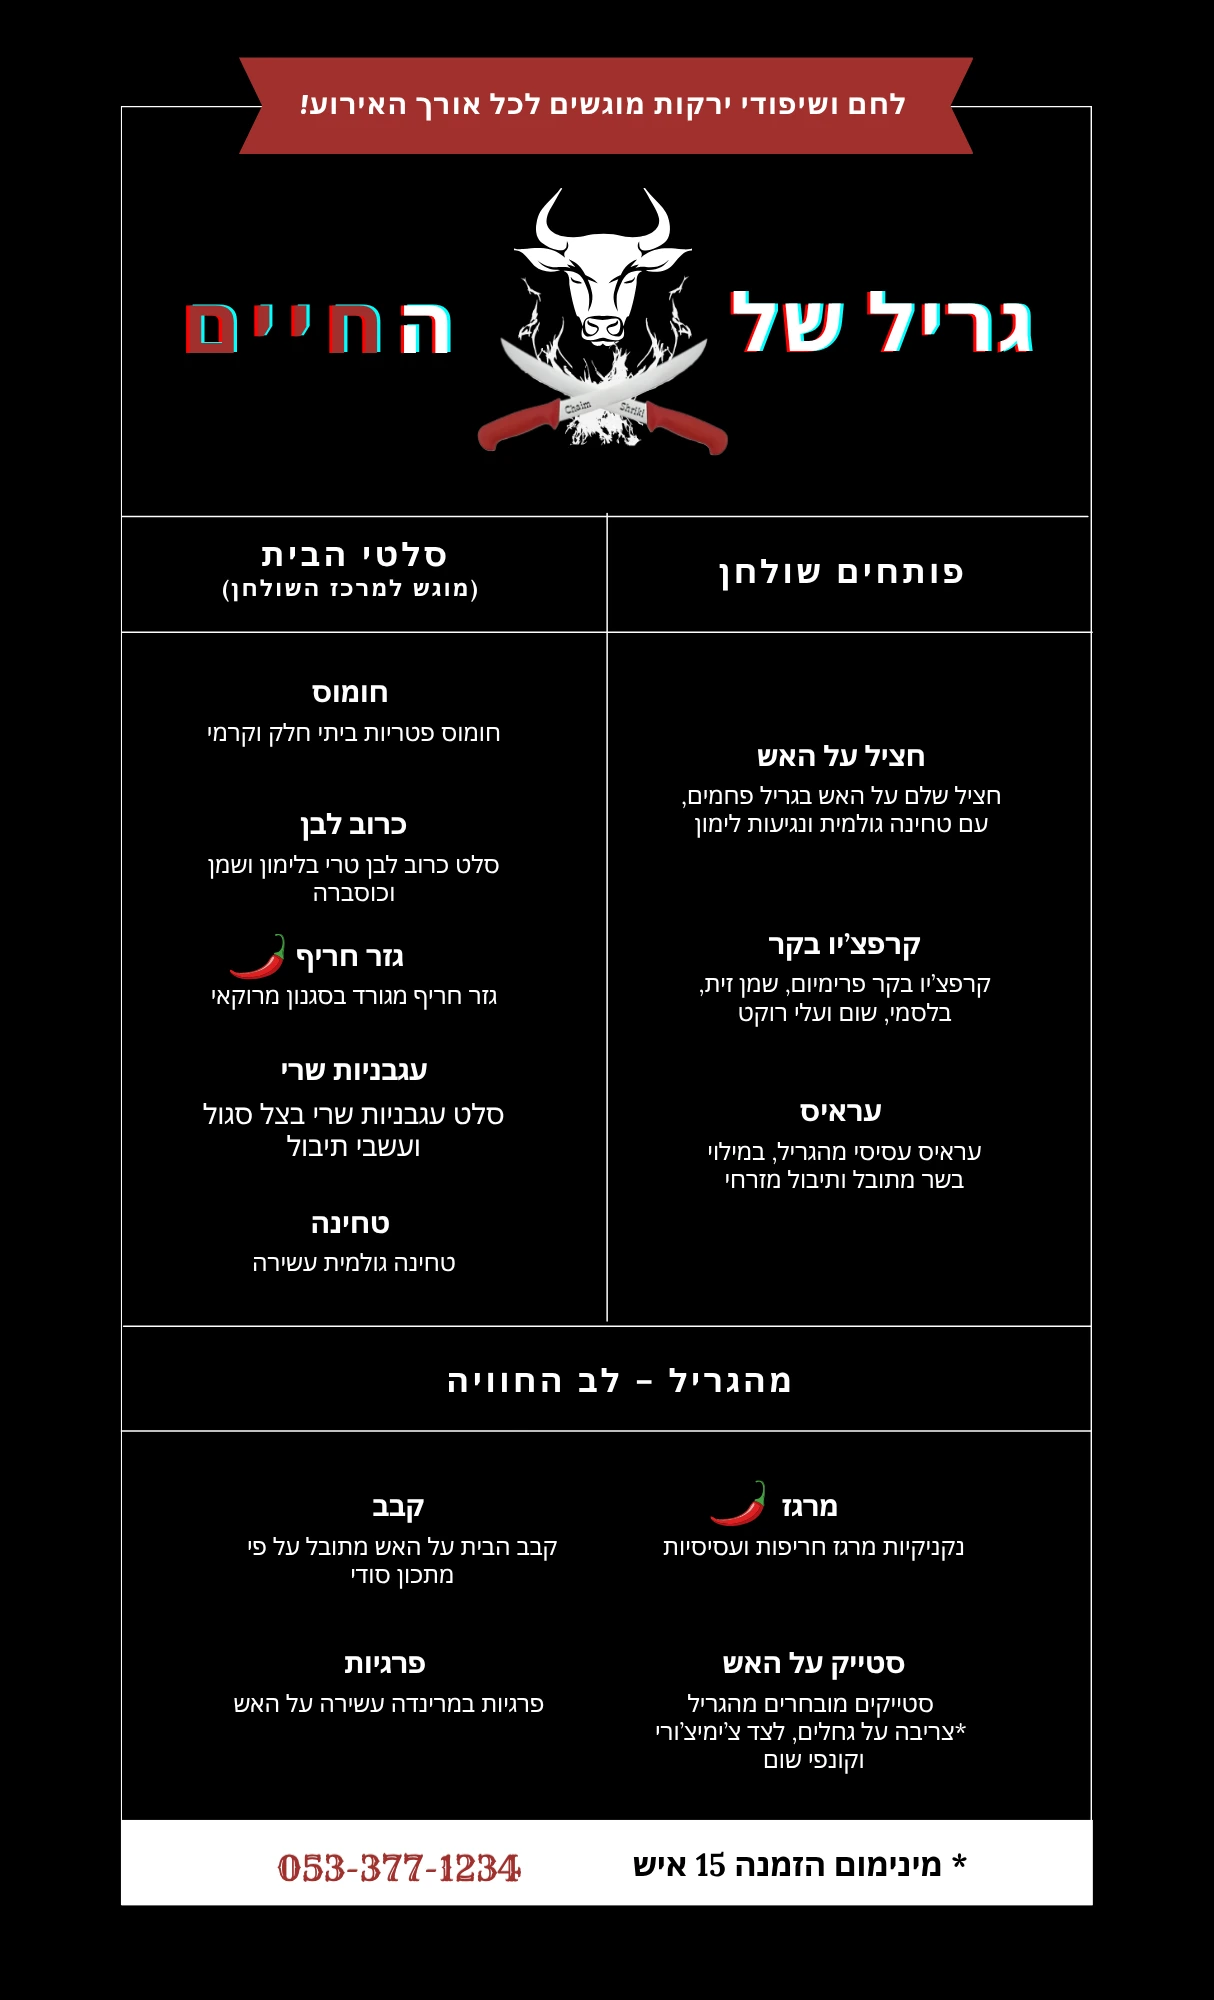 לחם ושיפודי ירקות מוגשים לכל אורך האירוע!
גריל של החיים
Chaim Shriki
פותחים שולחן
חציל על האש
חציל שלם על האש בגריל פחמים,
עם טחינה גולמית ונגיעות לימון
קרפצ'יו בקר
קרפצ'יו בקר פרימיום, שמן זית,
בלסמי, שום ועלי רוקט
עראיס
עראיס עסיסי מהגריל, במילוי
בשר מתובל ותיבול מזרחי
סלטי הבית
(מוגש למרכז השולחן)
חומוס
חומוס פטריות ביתי חלק וקרמי
כרוב לבן
סלט כרוב לבן טרי בלימון ושמן
וכוסברה
גזר חריף
גזר חריף מגורד בסגנון מרוקאי
עגבניות שרי
סלט עגבניות שרי בצל סגול
ועשבי תיבול
טחינה
טחינה גולמית עשירה
מהגריל – לב החוויה
מרגז
נקניקיות מרגז חריפות ועסיסיות
קבב
קבב הבית על האש מתובל על פי
מתכון סודי
סטייק על האש
סטייקים מובחרים מהגריל
*צריבה על גחלים, לצד צ'ימיצ'ורי
וקונפי שום
פרגיות
פרגיות במרינדה עשירה על האש
* מינימום הזמנה 15 איש
053-377-1234